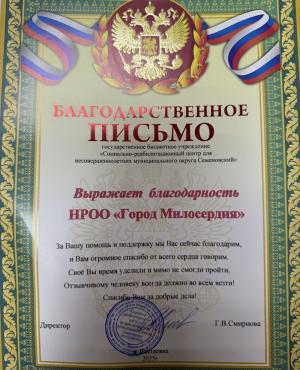 БЛАГОДАРСТВЕННОЕ
ПИСЬМО
государственное бюджетное учреждение
«Социально-реабилитационный центр для
несовершеннолетних муниципального округа Семеновский»
Выражает благодарность
НРОО «Город Милосердия»
За Вашу помощь и поддержку мы Вас сейчас благодарим,
и Вам огромное спасибо от всего сердца говорим.
Своё Вы время уделили и мимо не смогли пройти,
Отзывчивому человеку всегда должно во всем везти!
Спасибо Вам за добрые дела!
Директор
Г.В.Смирнова
2025г